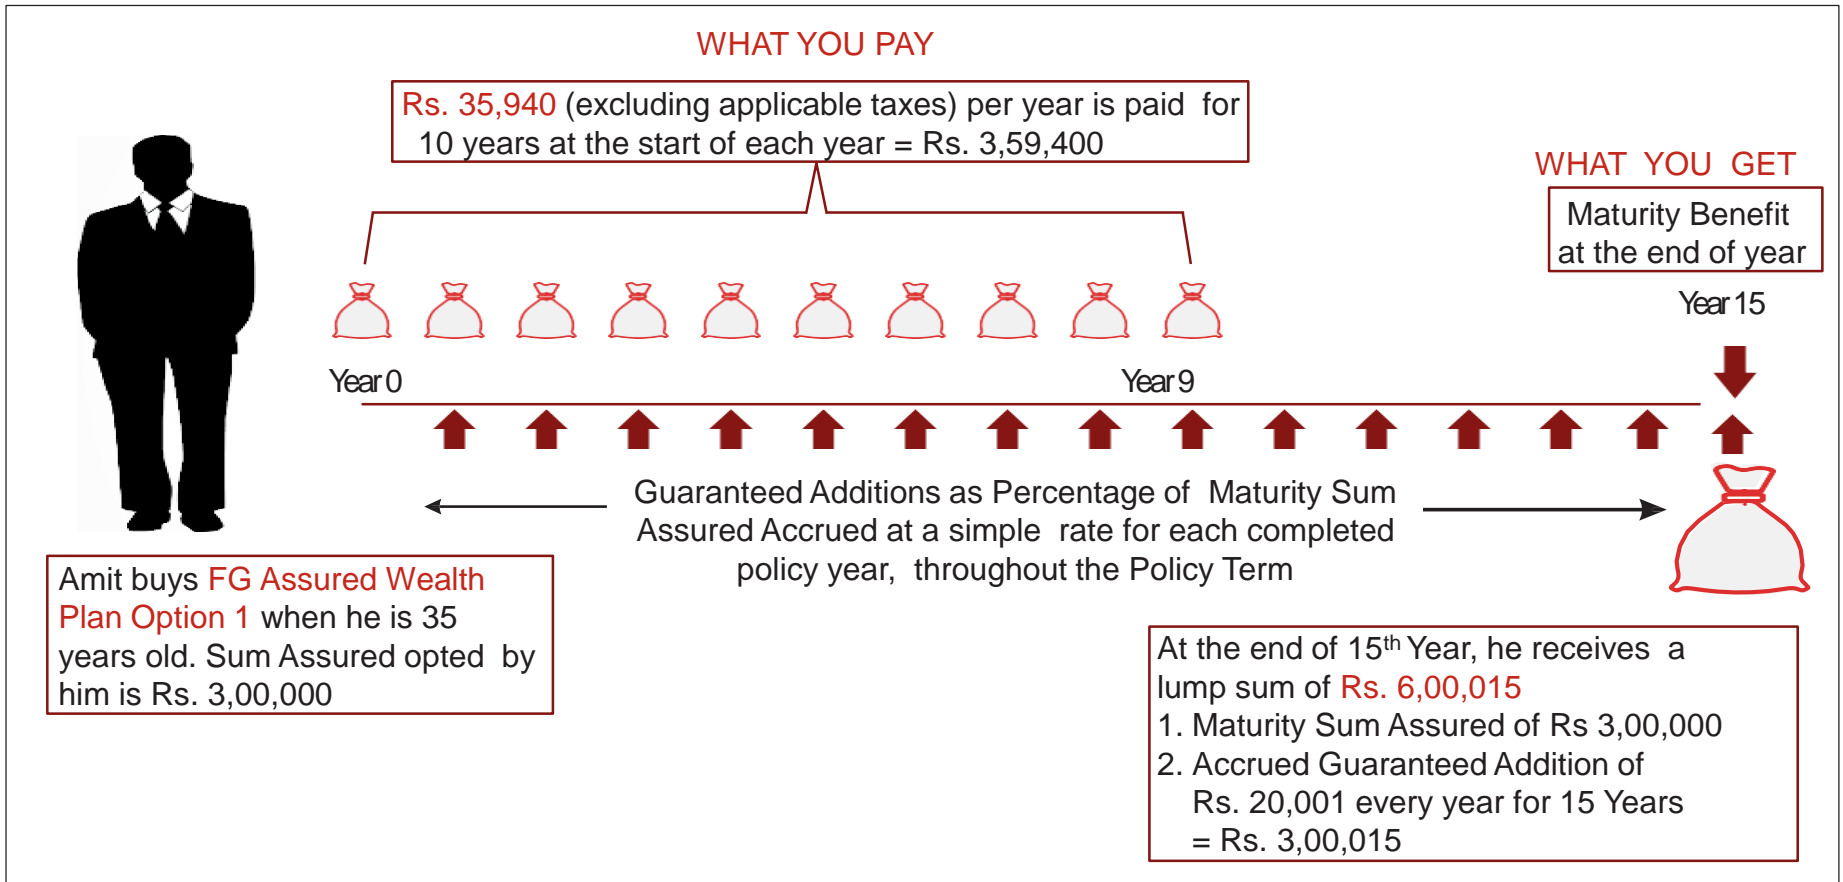 WHAT YOU PAY
Rs. 35,940 (excluding applicable taxes) per year is paid for
10 years at the start of each year = Rs. 3,59,400
WHAT YOU GET
Maturity Benefit
at the end of year
Year 15
Year 0
Year 9
Guaranteed Additions as Percentage of Maturity Sum
Assured Accrued at a simple rate for each completed
policy year, throughout the Policy Term
Amit buys FG Assured Wealth
Plan Option 1 when he is 35
years old. Sum Assured opted by
him is Rs. 3,00,000
At the end of 15th Year, he receives a
lump sum of Rs. 6,00,015
1. Maturity Sum Assured of Rs 3,00,000
2. Accrued Guaranteed Addition of
Rs. 20,001 every year for 15 Years
= Rs. 3,00,015